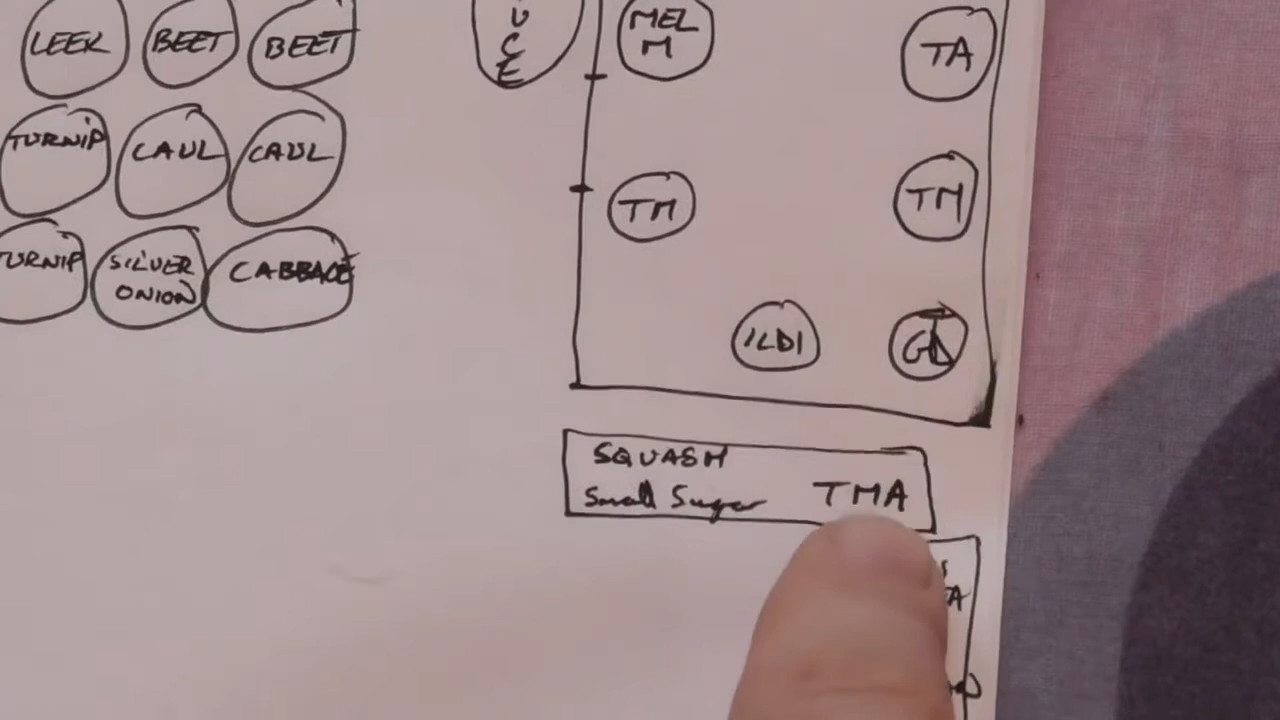 LEEK BEET BEET
TURNIP CAUL CAUL
TURNIP SILVER ONION CABBAGE
UCE
MEL
M
TA
TM
TM
ILDI
SQUASH
Small Sugar
TMA